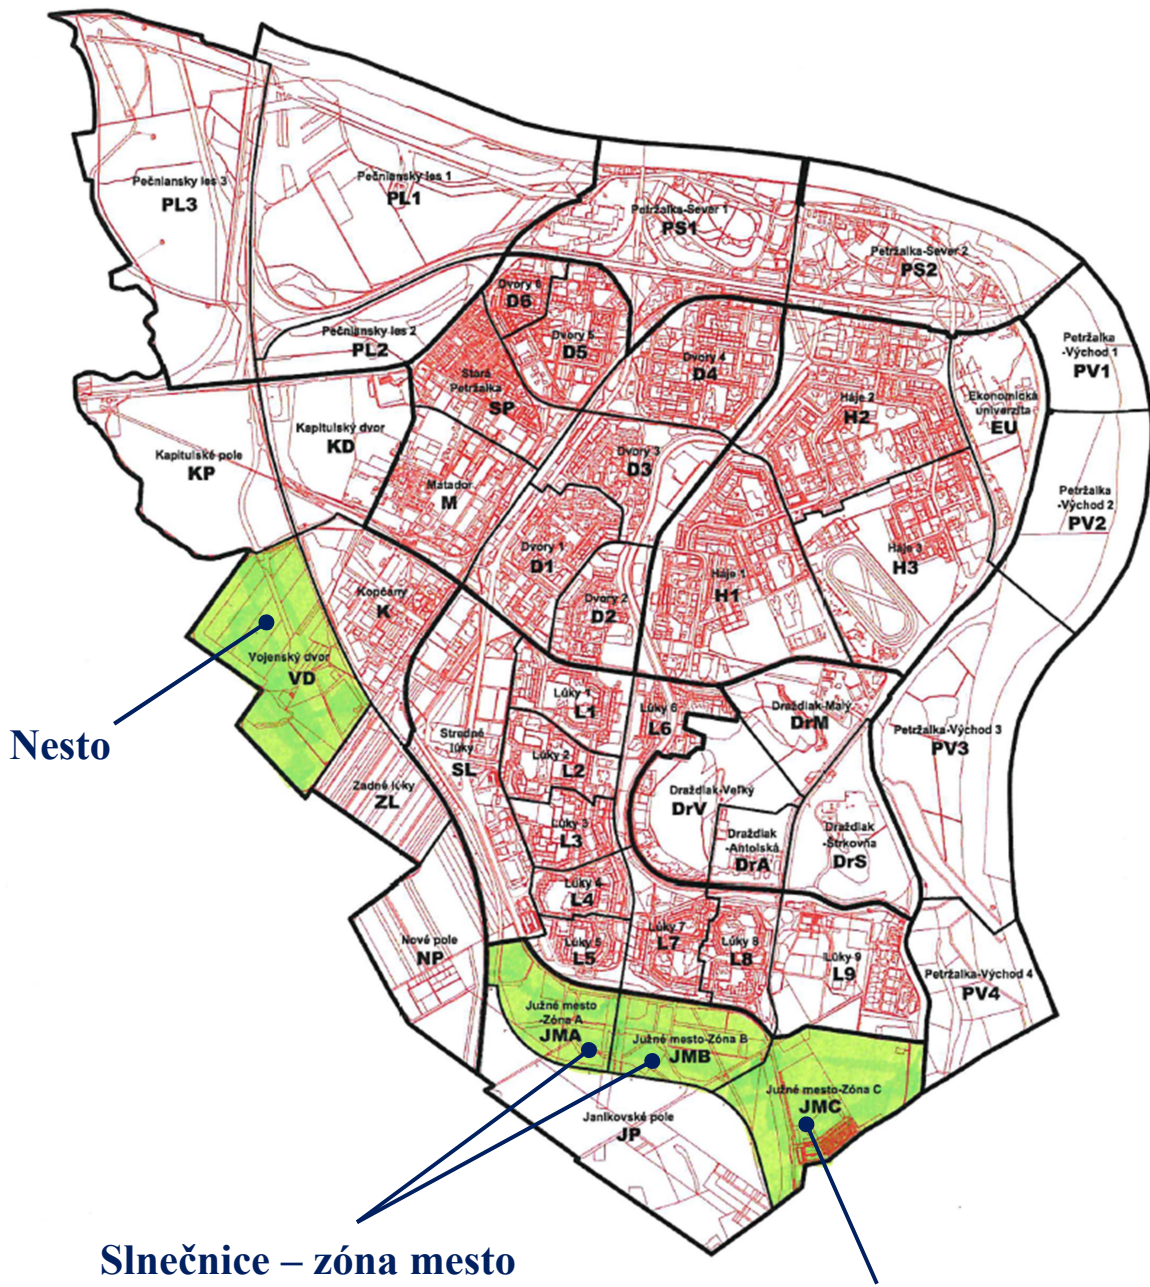 Pečniansky les 3
PL3
Pečniansky les 1
PL1
Petržalka-Sever 1
PS1
Petržalka-Sever 2
PS2
Dvory 6
D6
Dvory 5
D5
Pečniansky les 2
PL2
Dvory 4
D4
Petržalka
-Východ 1
PV1
Stará
Petržalka
SP
Háje 2
H2
Ekonomická
univerzita
EU
Kapitulský dvor
KD
Kapitulské pole
KP
Dvory 3
D3
Matador
M
Petržalka
-Východ 2
PV2
Dvory 1
D1
Háje 3
H3
Háje 1
H1
Kopčany
K
Dvory 2
D2
Vojenský dvor
VD
Nesto
Lúky 1
L1
Lúky 6
L6
Draždiak-Malý
DrM
Petržalka-Východ 3
PV3
Stredné
lúky
SL
Lúky 2
L2
Zadné lúky
ZL
Draždiak-Veľký
DrV
Lúky 3
L3
Draždiak
-Antolská
DrA
Draždiak
-Štrkovňa
DrS
Lúky 4
L4
Nové pole
NP
Lúky 5
L5
Lúky 7
L7
Lúky 8
L8
Lúky 9
L9
Petržalka-Východ 4
PV4
Južné mesto
-Zóna A
JMA
Južné mesto-Zóna B
JMB
Južné mesto-Zóna C
JMC
Janíkovské pole
JP
Slnečnice – zóna mesto